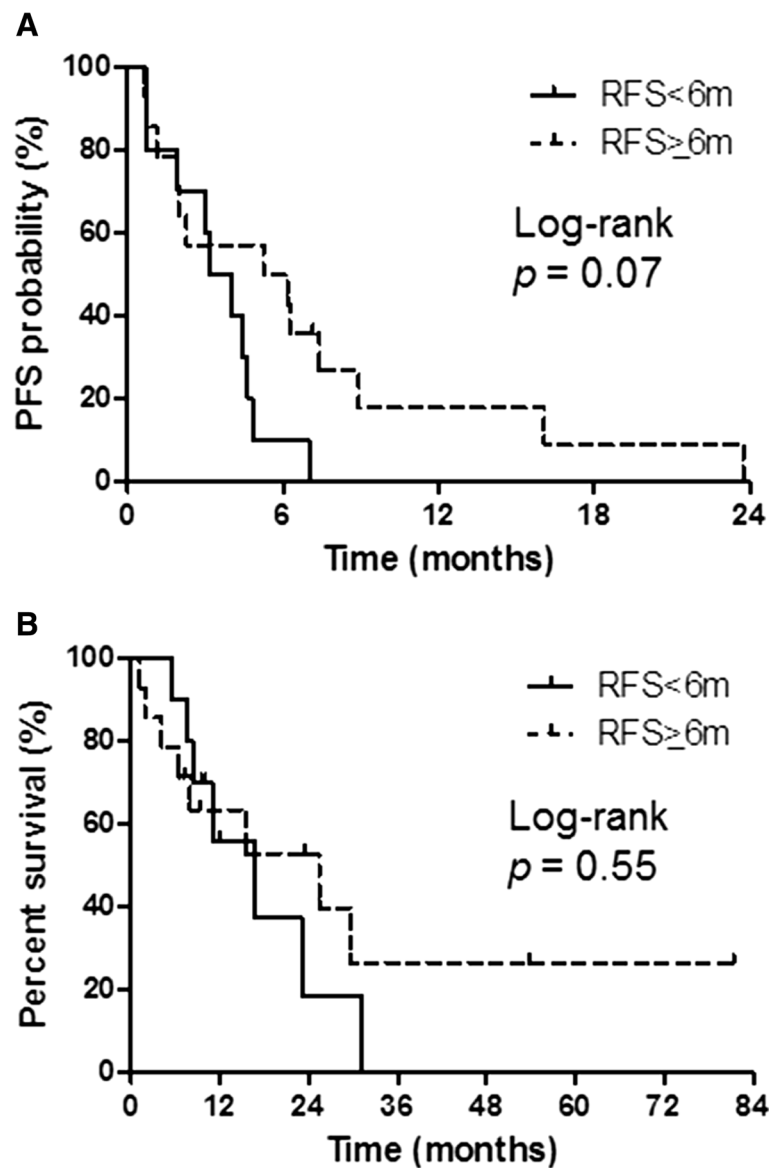 A
PFS probability (%)
100
80
60
40
20
0
RFS<6m
RFS≥6m
Log-rank
p = 0.07
0 6 12 18 24
Time (months)
B
Percent survival (%)
100
80
60
40
20
0
RFS<6m
RFS≥6m
Log-rank
p = 0.55
0 12 24 36 48 60 72 84
Time (months)